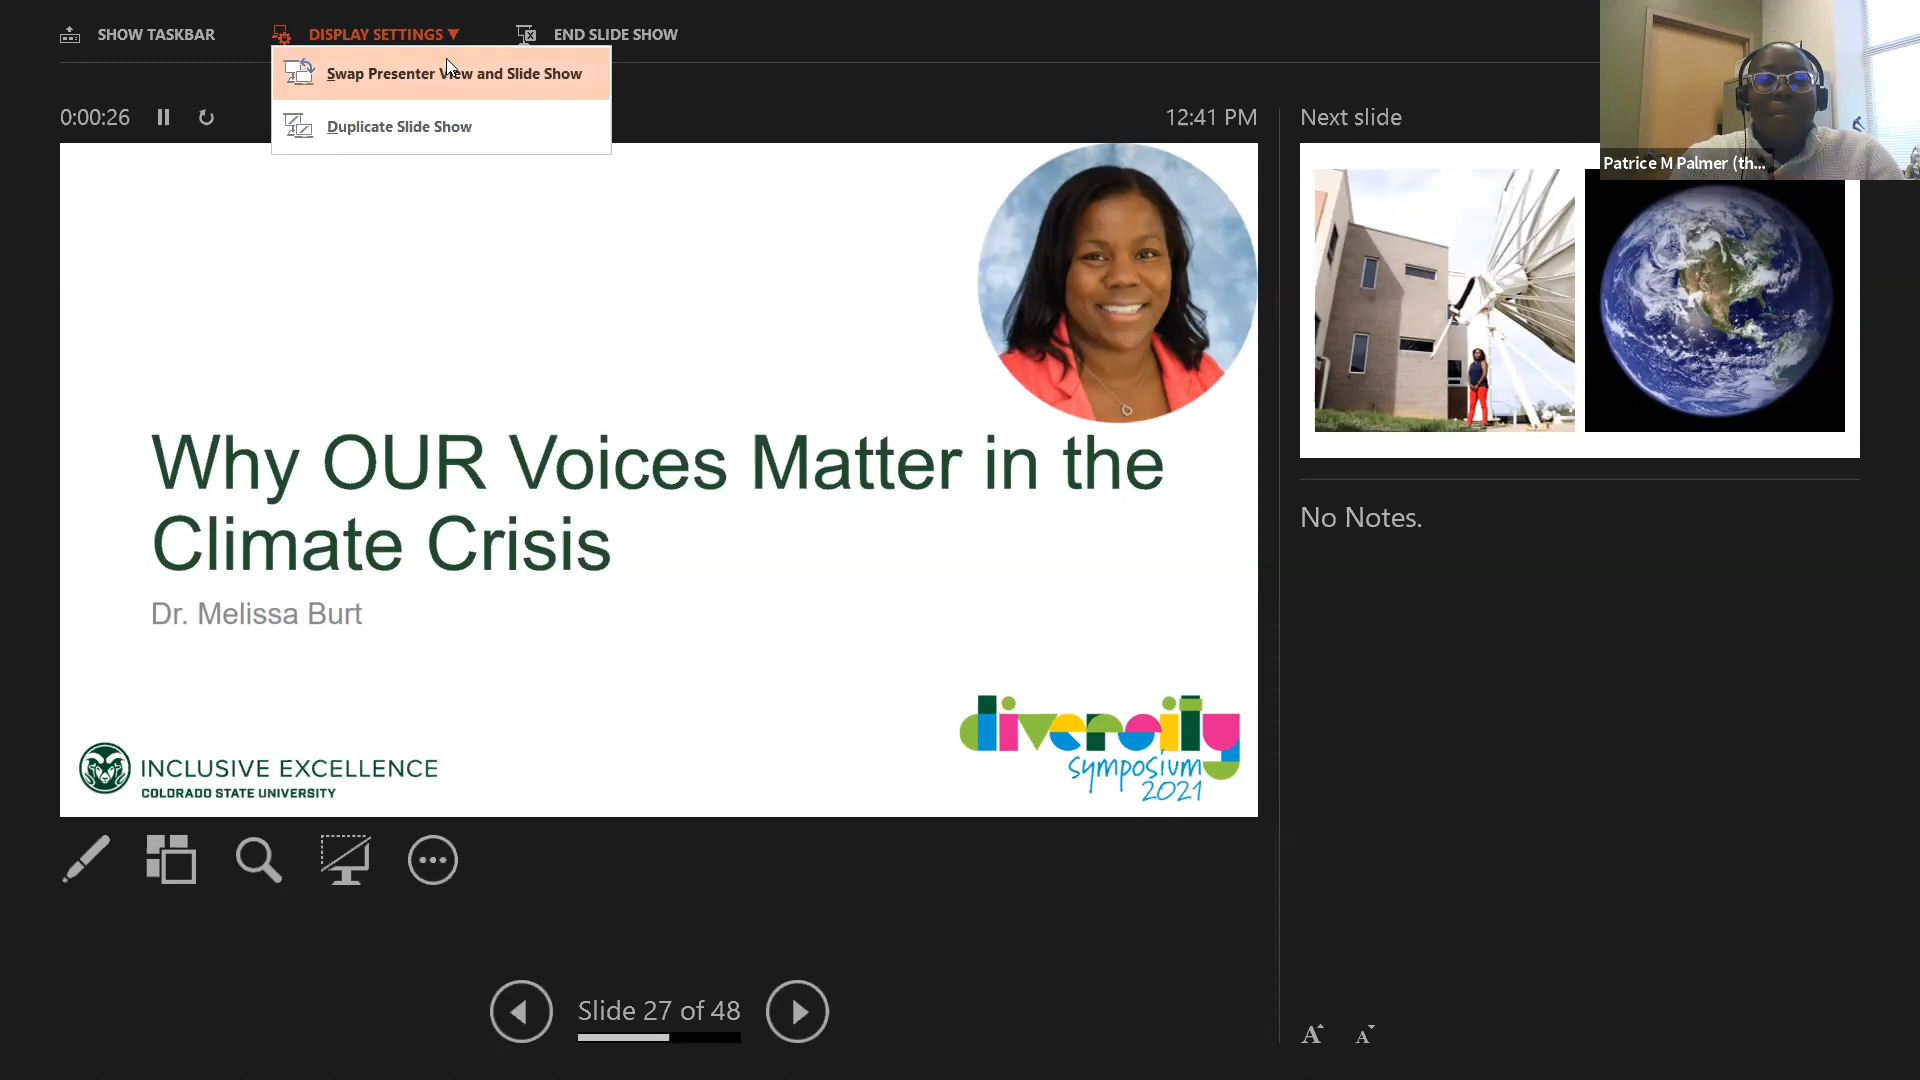 SHOW TASKBAR
DISPLAY SETTINGS ▼
END SLIDE SHOW
Swap Presenter View and Slide Show
Duplicate Slide Show
0:00:26
12:41 PM
Next slide
Patrice M Palmer (th...
Why OUR Voices Matter in the
Climate Crisis
Dr. Melissa Burt
INCLUSIVE EXCELLENCE
COLORADO STATE UNIVERSITY
diversity
symposium
2021
No Notes.
Slide 27 of 48
A A